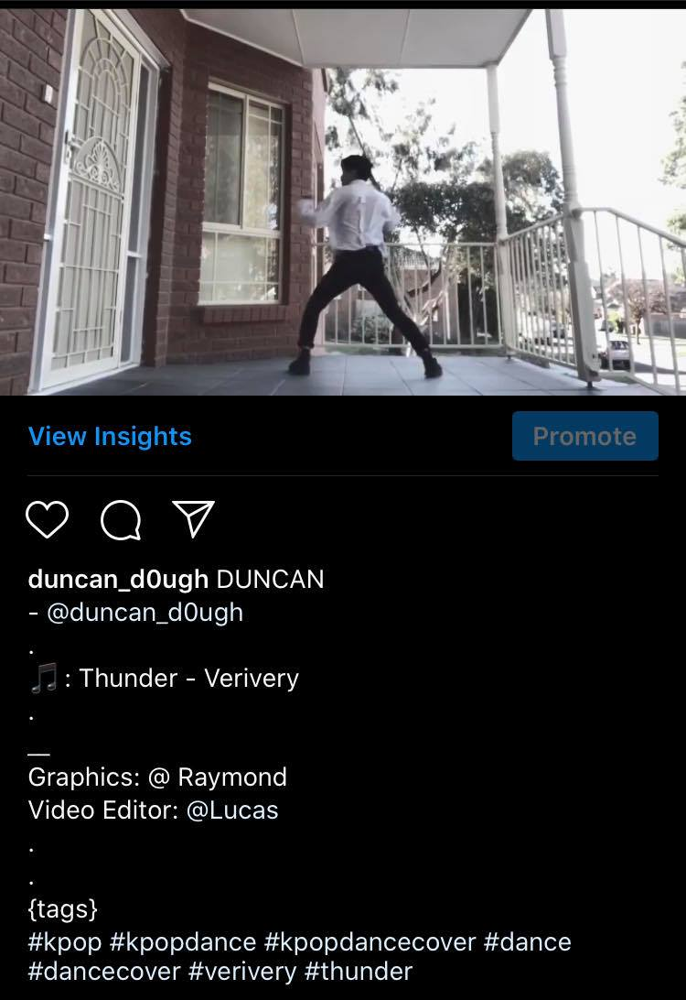 View Insights
Promote
duncan_d0ugh DUNCAN
- @duncan_d0ugh
.
🎵: Thunder - Verivery
.
__
Graphics: @ Raymond
Video Editor: @Lucas
.
.
{tags}
#kpop #kpopdance #kpopdancecover #dance
#dancecover #verivery #thunder